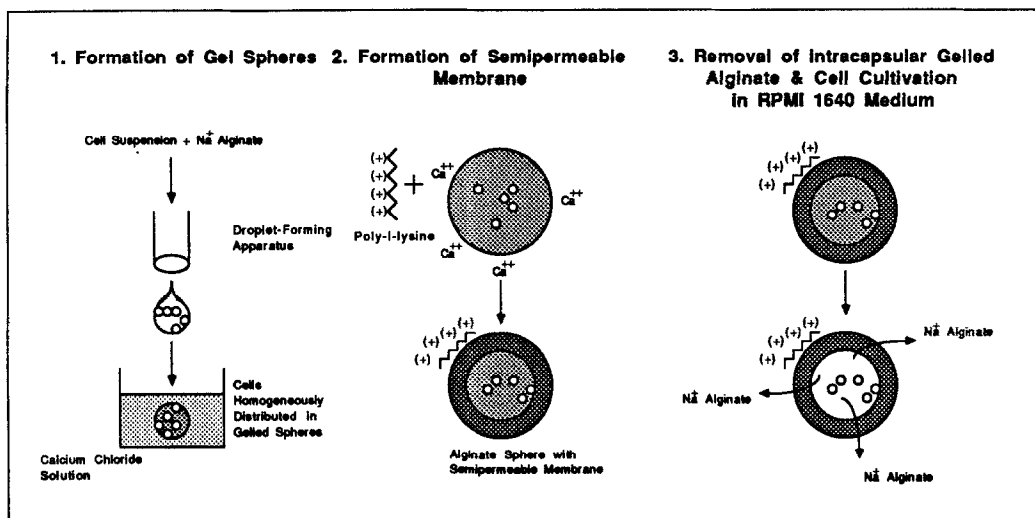 1. Formation of Gel Spheres
2. Formation of Semipermeable
Membrane
3. Removal of Intracapsular Gelled
Alginate & Cell Cultivation
in RPMI 1640 Medium
Cell Suspension + Na+ Alginate
Droplet-Forming
Apparatus
Cells
Homogeneously
Distributed in
Gelled Spheres
Calcium Chloride
Solution
(+)
(+)
(+)
(+)
+
Poly-l-lysine
Ca++
Ca++
Ca++
Ca++
(+)
(+)
(+)
(+)
Alginate Sphere with
Semipermeable Membrane
(+)
(+)
(+)
(+)
(+)
(+)
(+)
(+)
Na+ Alginate
Na+ Alginate
Na+ Alginate